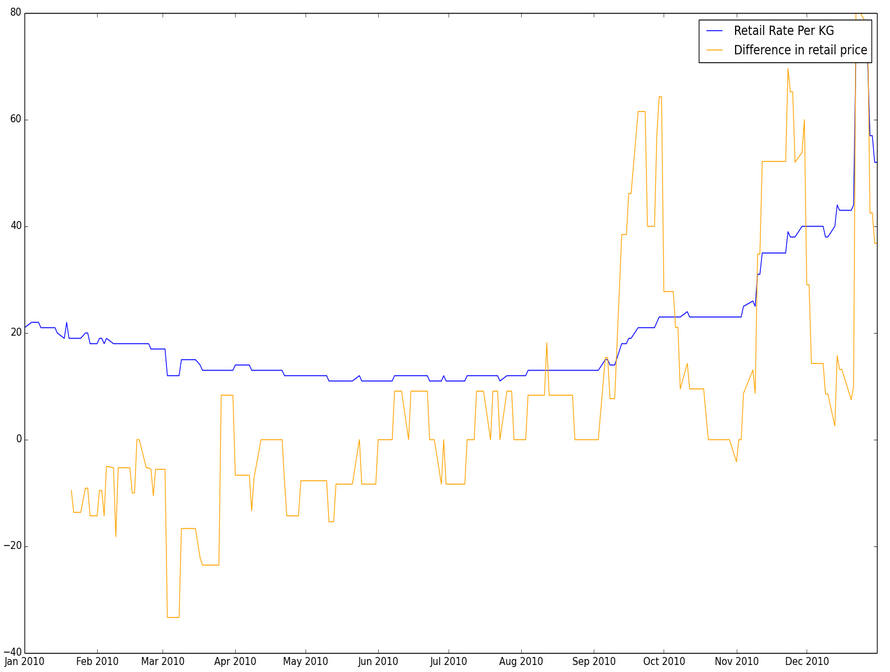 80
Retail Rate Per KG
Difference in retail price
60
40
20
0
−20
−40
Jan 2010 Feb 2010 Mar 2010 Apr 2010 May 2010 Jun 2010 Jul 2010 Aug 2010 Sep 2010 Oct 2010 Nov 2010 Dec 2010